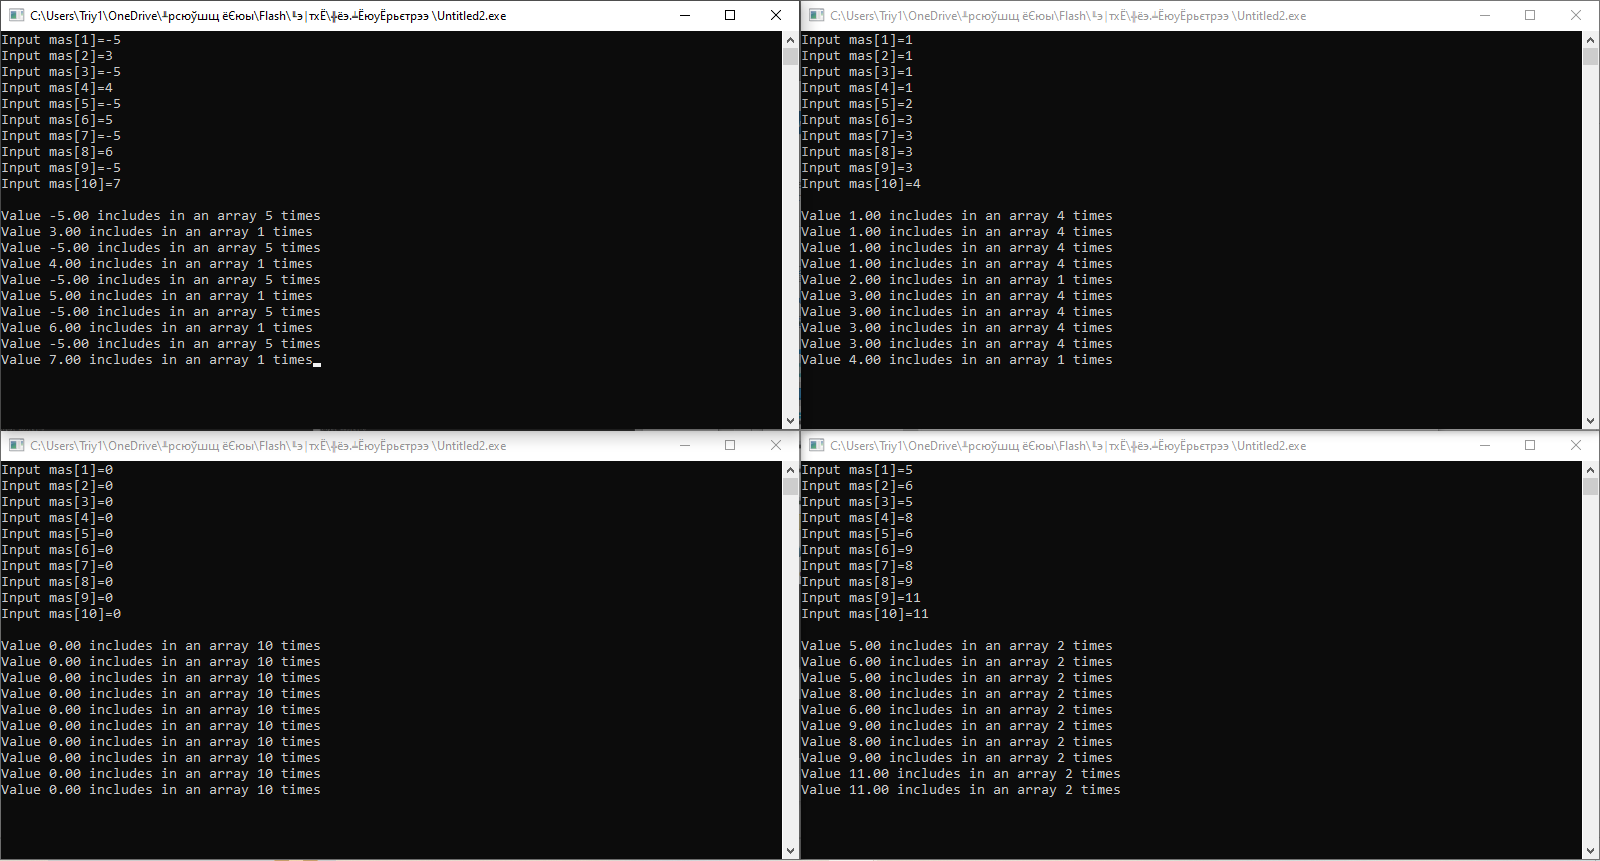 C:\Users\Triy1\OneDrive\╨рсюўшщ ёЄюы\Flash\╙э│тхЁ\╬ёэ.╧ЁюуЁрьєтрээ \Untitled2.exe
Input mas[1]=-5
Input mas[2]=3
Input mas[3]=-5
Input mas[4]=4
Input mas[5]=-5
Input mas[6]=5
Input mas[7]=-5
Input mas[8]=6
Input mas[9]=-5
Input mas[10]=7
Value -5.00 includes in an array 5 times
Value 3.00 includes in an array 1 times
Value -5.00 includes in an array 5 times
Value 4.00 includes in an array 1 times
Value -5.00 includes in an array 5 times
Value 5.00 includes in an array 1 times
Value -5.00 includes in an array 5 times
Value 6.00 includes in an array 1 times
Value -5.00 includes in an array 5 times
Value 7.00 includes in an array 1 times
C:\Users\Triy1\OneDrive\╨рсюўшщ ёЄюы\Flash\╙э│тхЁ\╬ёэ.╧ЁюуЁрьєтрээ \Untitled2.exe
Input mas[1]=1
Input mas[2]=1
Input mas[3]=1
Input mas[4]=1
Input mas[5]=2
Input mas[6]=3
Input mas[7]=3
Input mas[8]=3
Input mas[9]=3
Input mas[10]=4
Value 1.00 includes in an array 4 times
Value 1.00 includes in an array 4 times
Value 1.00 includes in an array 4 times
Value 1.00 includes in an array 4 times
Value 2.00 includes in an array 1 times
Value 3.00 includes in an array 4 times
Value 3.00 includes in an array 4 times
Value 3.00 includes in an array 4 times
Value 3.00 includes in an array 4 times
Value 4.00 includes in an array 1 times
C:\Users\Triy1\OneDrive\╨рсюўшщ ёЄюы\Flash\╙э│тхЁ\╬ёэ.╧ЁюуЁрьєтрээ \Untitled2.exe
Input mas[1]=0
Input mas[2]=0
Input mas[3]=0
Input mas[4]=0
Input mas[5]=0
Input mas[6]=0
Input mas[7]=0
Input mas[8]=0
Input mas[9]=0
Input mas[10]=0
Value 0.00 includes in an array 10 times
Value 0.00 includes in an array 10 times
Value 0.00 includes in an array 10 times
Value 0.00 includes in an array 10 times
Value 0.00 includes in an array 10 times
Value 0.00 includes in an array 10 times
Value 0.00 includes in an array 10 times
Value 0.00 includes in an array 10 times
Value 0.00 includes in an array 10 times
Value 0.00 includes in an array 10 times
C:\Users\Triy1\OneDrive\╨рсюўшщ ёЄюы\Flash\╙э│тхЁ\╬ёэ.╧ЁюуЁрьєтрээ \Untitled2.exe
Input mas[1]=5
Input mas[2]=6
Input mas[3]=5
Input mas[4]=8
Input mas[5]=6
Input mas[6]=9
Input mas[7]=8
Input mas[8]=9
Input mas[9]=11
Input mas[10]=11
Value 5.00 includes in an array 2 times
Value 6.00 includes in an array 2 times
Value 5.00 includes in an array 2 times
Value 8.00 includes in an array 2 times
Value 6.00 includes in an array 2 times
Value 9.00 includes in an array 2 times
Value 8.00 includes in an array 2 times
Value 9.00 includes in an array 2 times
Value 11.00 includes in an array 2 times
Value 11.00 includes in an array 2 times